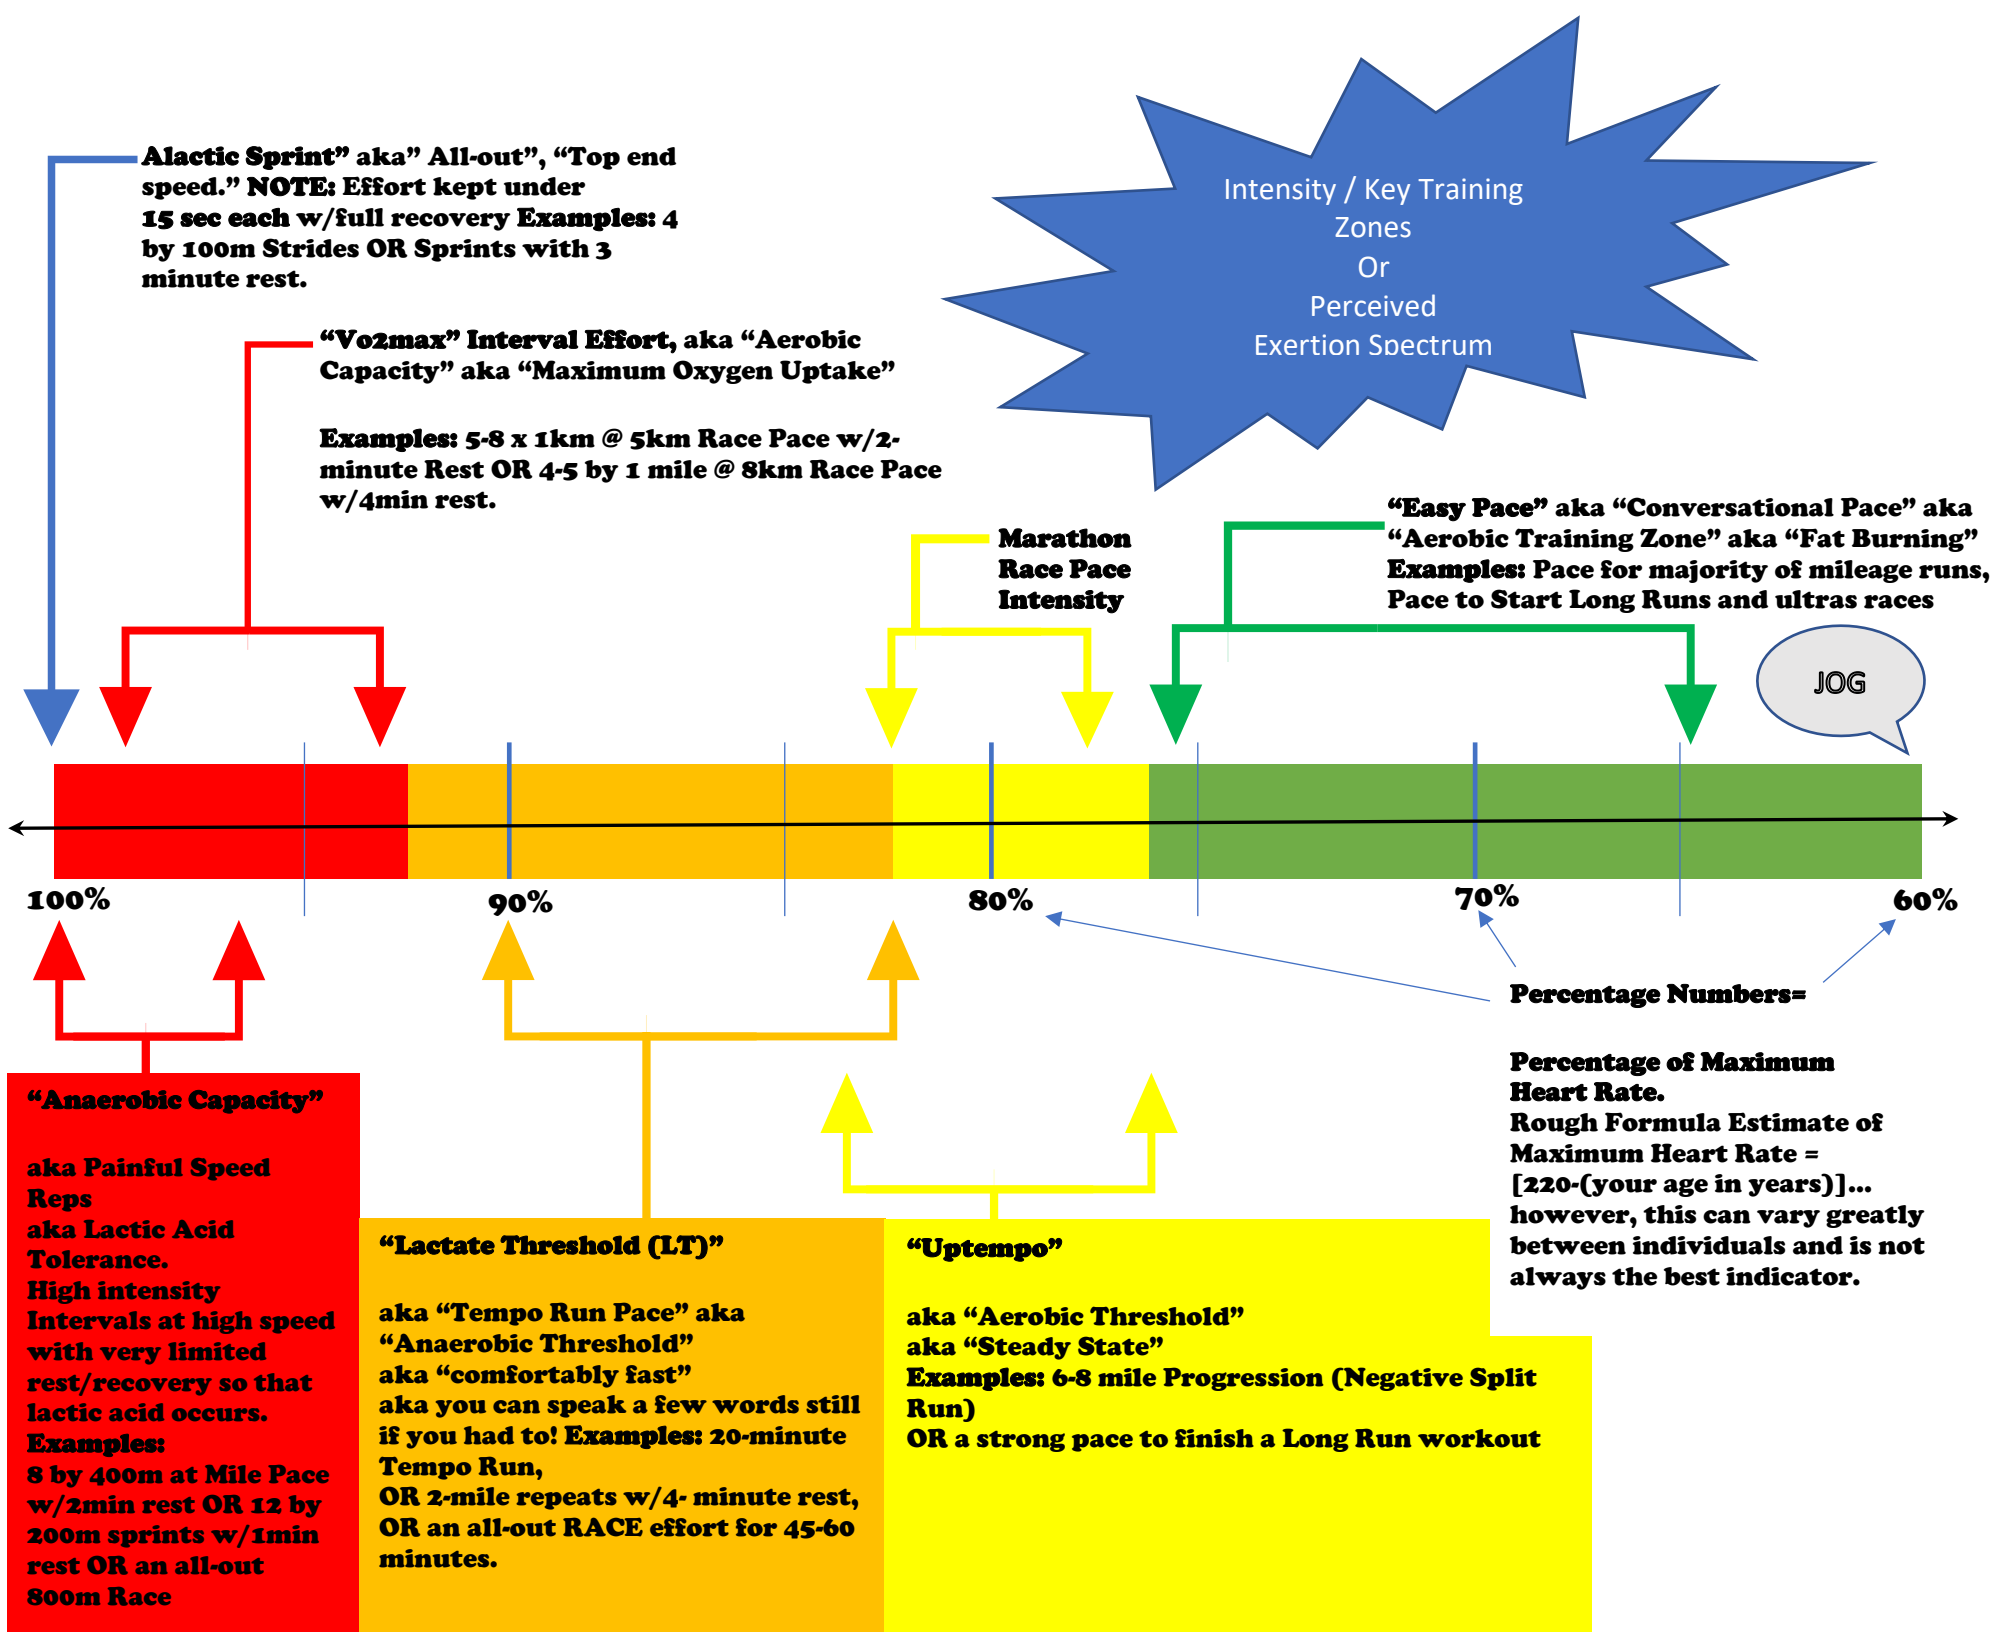 Alactic Sprint” aka” All-out”, “Top end
speed.” NOTE: Effort kept under
15 sec each w/full recovery Examples: 4
by 100m Strides OR Sprints with 3
minute rest.
Intensity / Key Training
Zones
Or
Perceived
Exertion Spectrum
“Vo2max” Interval Effort, aka “Aerobic
Capacity” aka “Maximum Oxygen Uptake”
Examples: 5-8 x 1km @ 5km Race Pace w/2-
minute Rest OR 4-5 by 1 mile @ 8km Race Pace
w/4min rest.
Marathon
Race Pace
Intensity
“Easy Pace” aka “Conversational Pace” aka
“Aerobic Training Zone” aka “Fat Burning”
Examples: Pace for majority of mileage runs,
Pace to Start Long Runs and ultras races
JOG
100%
90%
80%
70%
60%
“Anaerobic Capacity”
aka Painful Speed
Reps
aka Lactic Acid
Tolerance.
High intensity
Intervals at high speed
with very limited
rest/recovery so that
lactic acid occurs.
Examples:
8 by 400m at Mile Pace
w/2min rest OR 12 by
200m sprints w/1min
rest OR an all-out
800m Race
“Lactate Threshold (LT)”
aka “Tempo Run Pace” aka
“Anaerobic Threshold”
aka “comfortably fast”
aka you can speak a few words still
if you had to! Examples: 20-minute
Tempo Run,
OR 2-mile repeats w/4- minute rest,
OR an all-out RACE effort for 45-60
minutes.
“Uptempo”
aka “Aerobic Threshold”
aka “Steady State”
Examples: 6-8 mile Progression (Negative Split
Run)
OR a strong pace to finish a Long Run workout
Percentage Numbers=
Percentage of Maximum
Heart Rate.
Rough Formula Estimate of
Maximum Heart Rate =
[220-(your age in years)]...
however, this can vary greatly
between individuals and is not
always the best indicator.